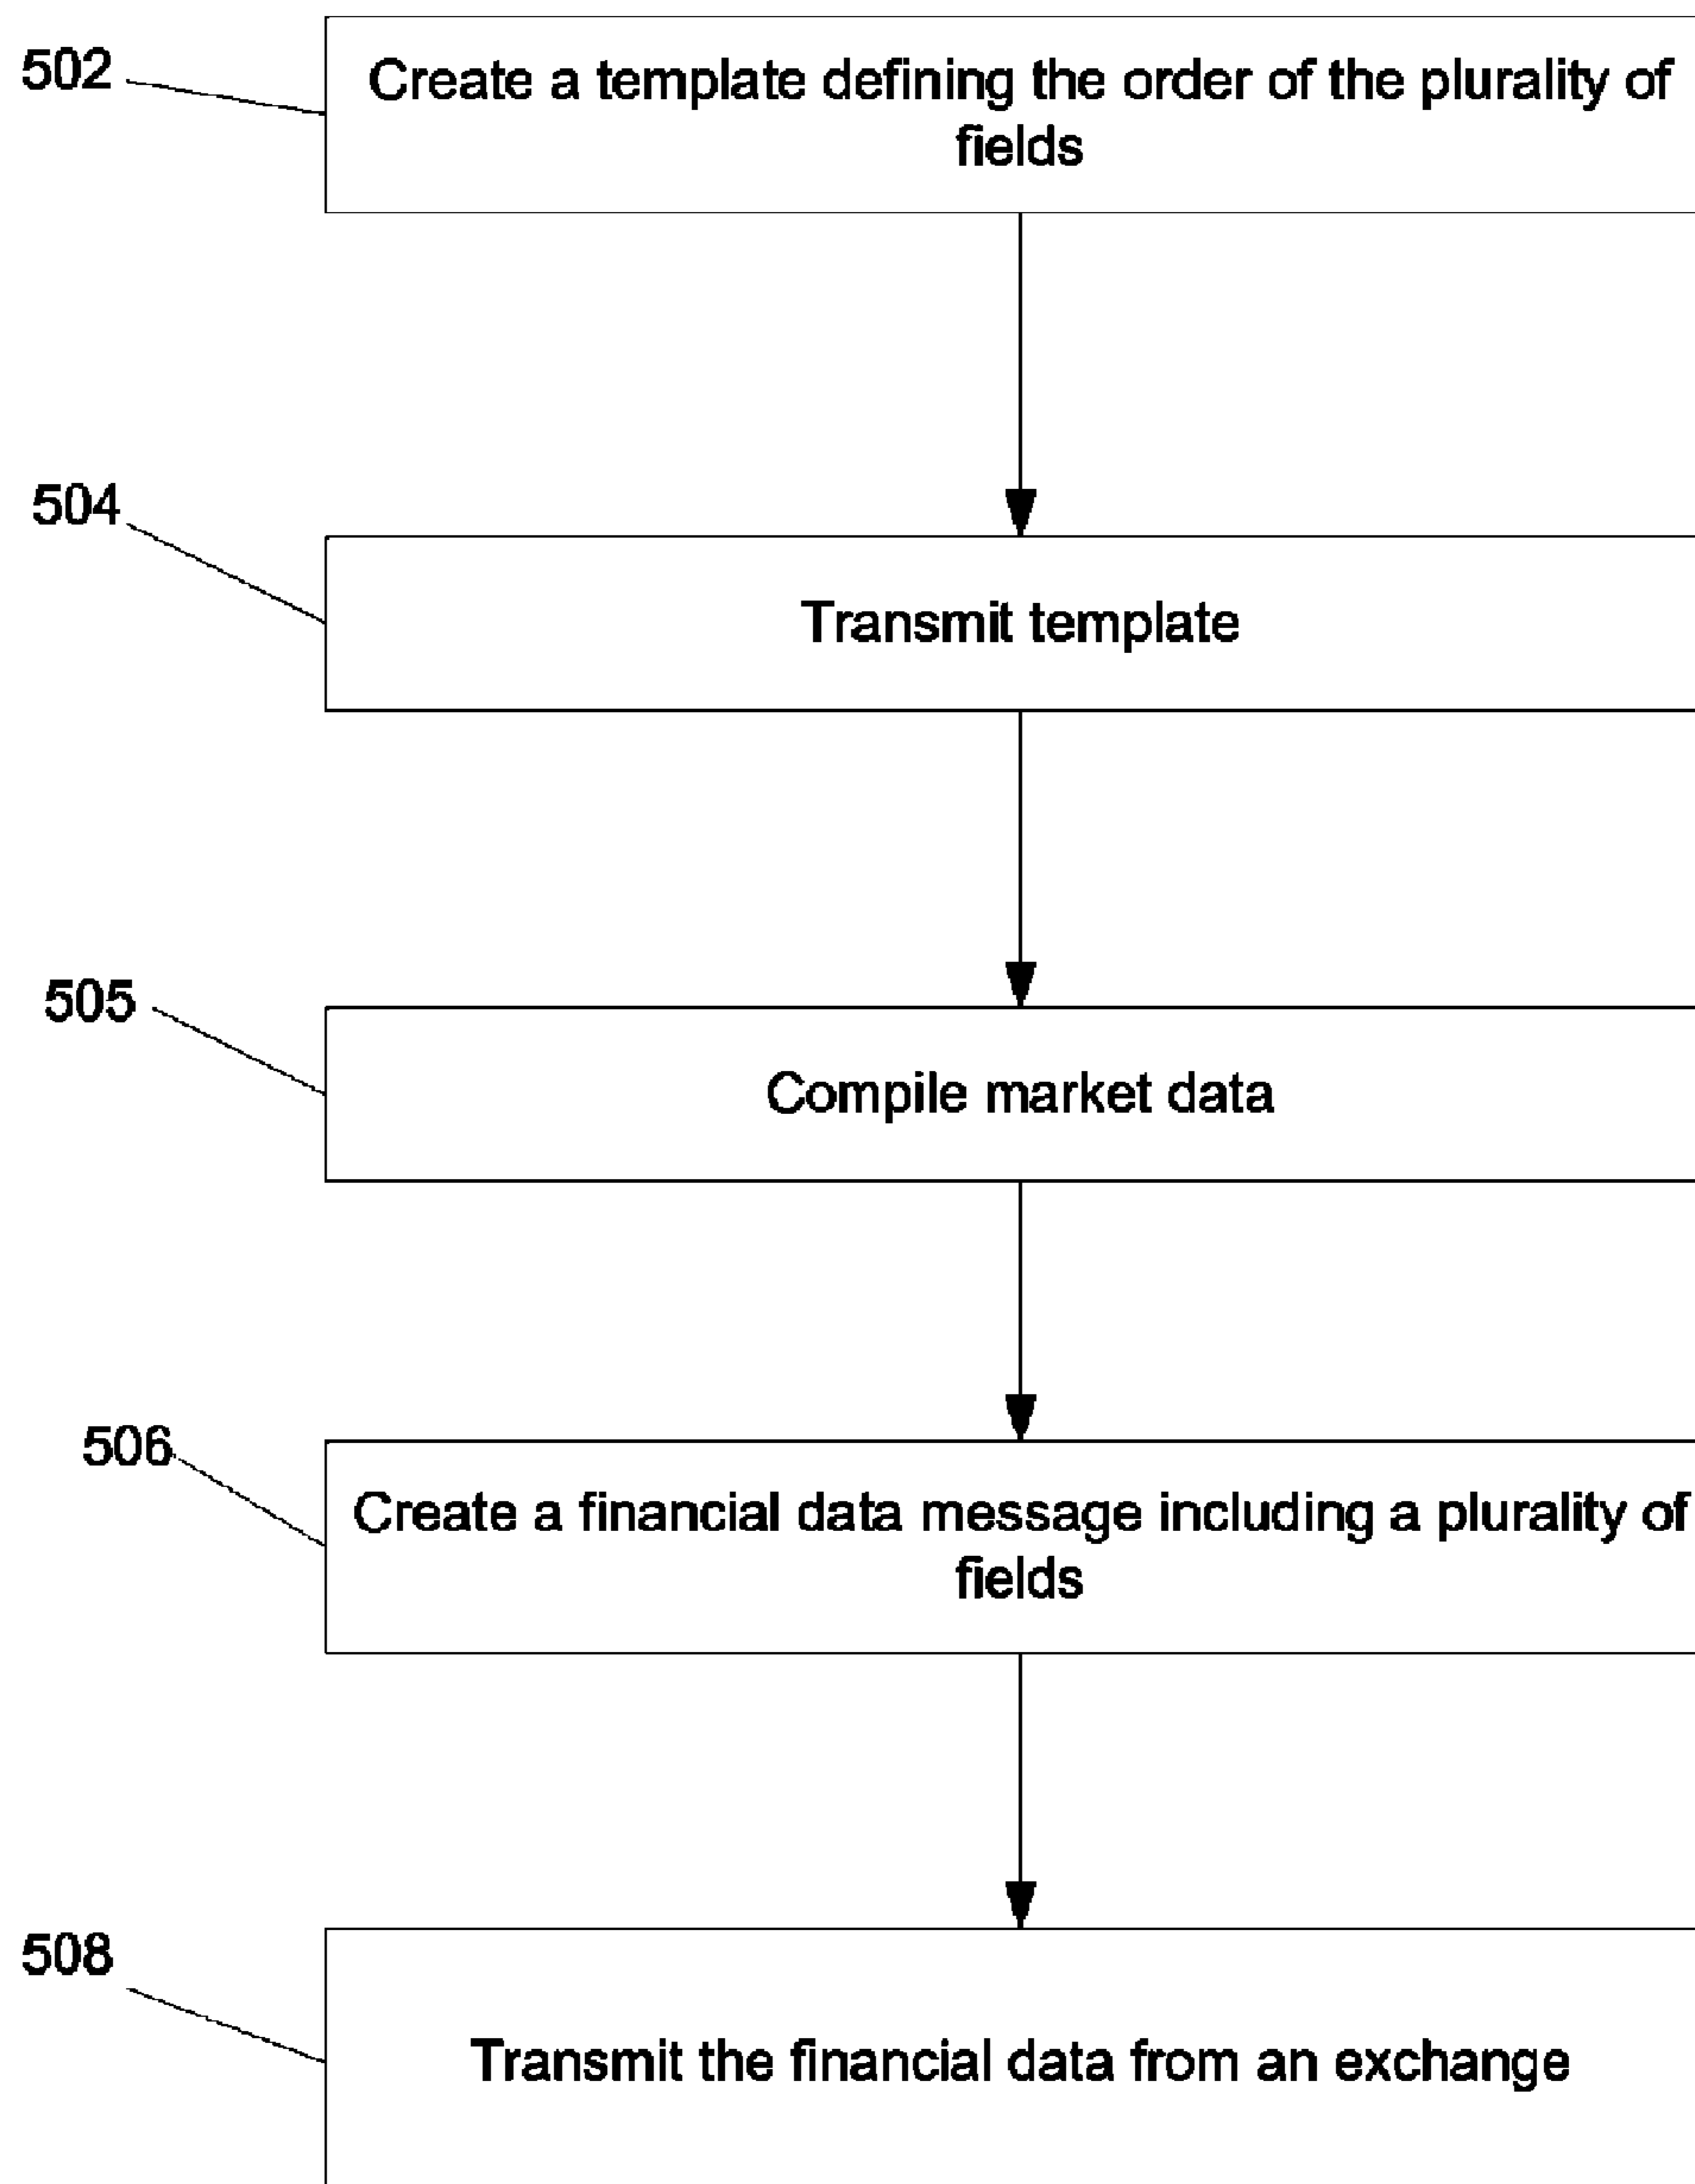 502
Create a template defining the order of the plurality of
fields
504
Transmit template
505
Compile market data
506
Create a financial data message including a plurality of
fields
508
Transmit the financial data from an exchange